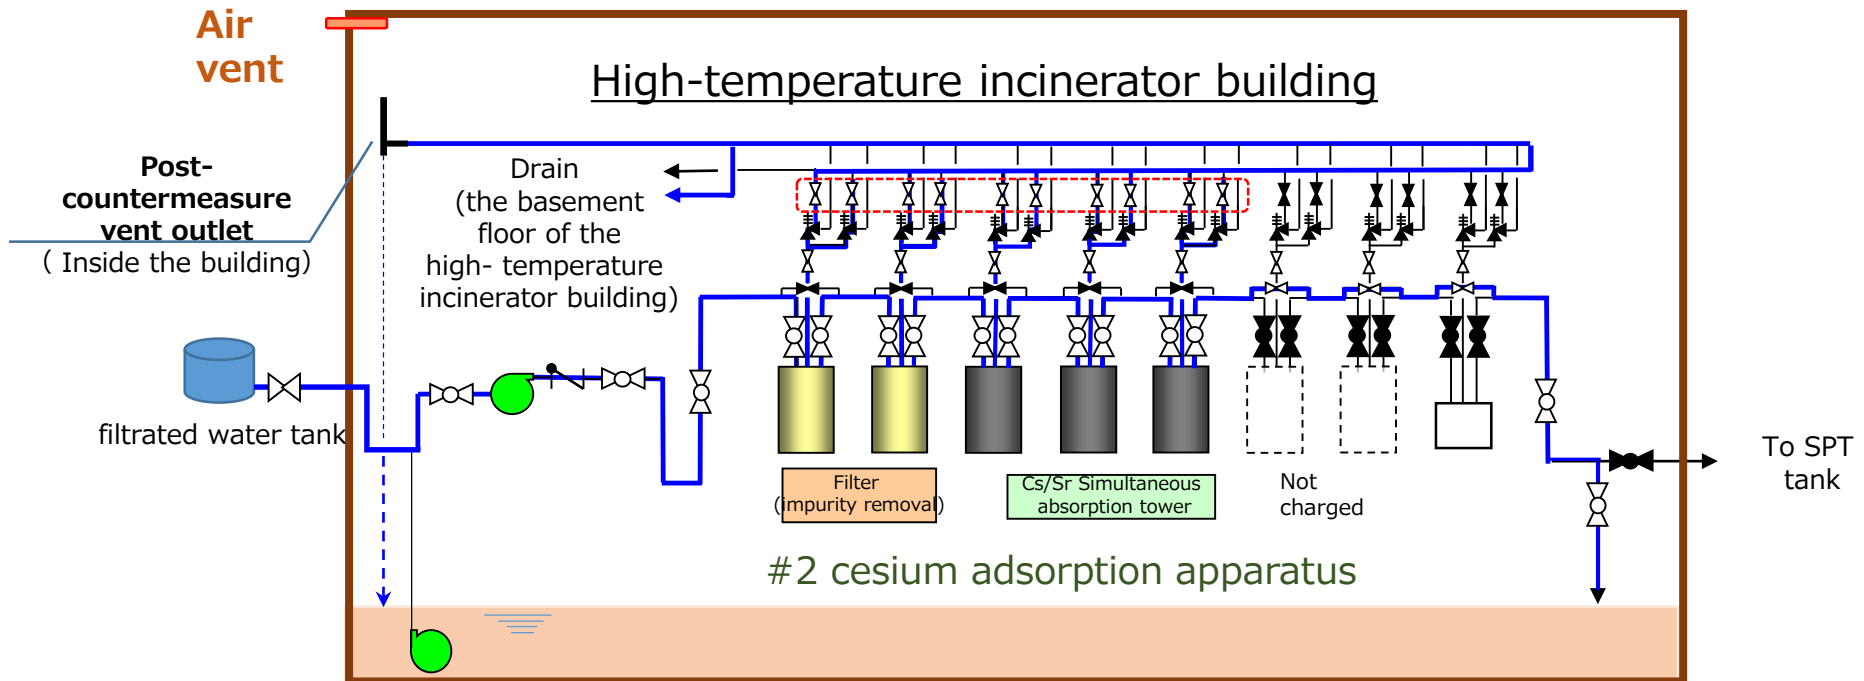 Air
vent
High-temperature incinerator building
Post-
countermeasure
vent outlet
( Inside the building)
Drain
(the basement
floor of the
high- temperature
incinerator building)
filtrated water tank
Filter
(impurity removal)
Cs/Sr Simultaneous
absorption tower
Not
charged
To SPT
tank
#2 cesium adsorption apparatus